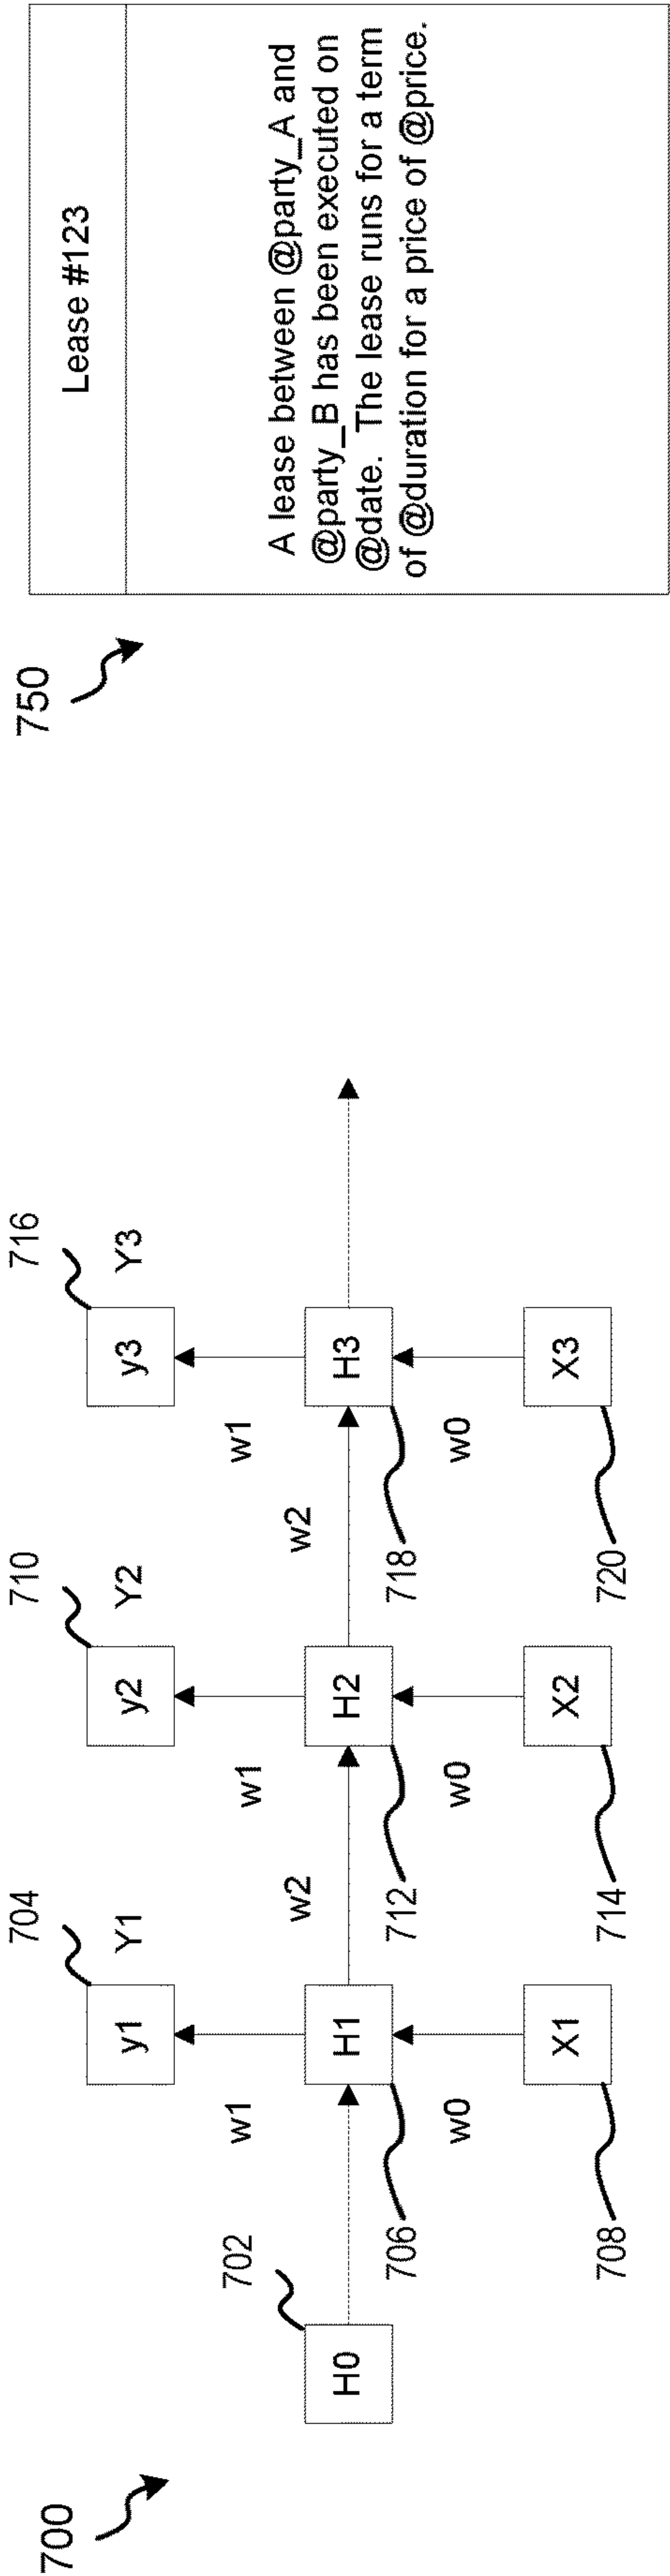 700
702
H0
704
y1
Y1
w1
H1
706
w0
X1
708
w2
710
y2
Y2
w1
H2
712
w0
X2
714
w2
716
y3
Y3
w1
H3
718
w0
X3
720
750
Lease #123
A lease between @party_A and
@party_B has been executed on
@date. The lease runs for a term
of @duration for a price of @price.